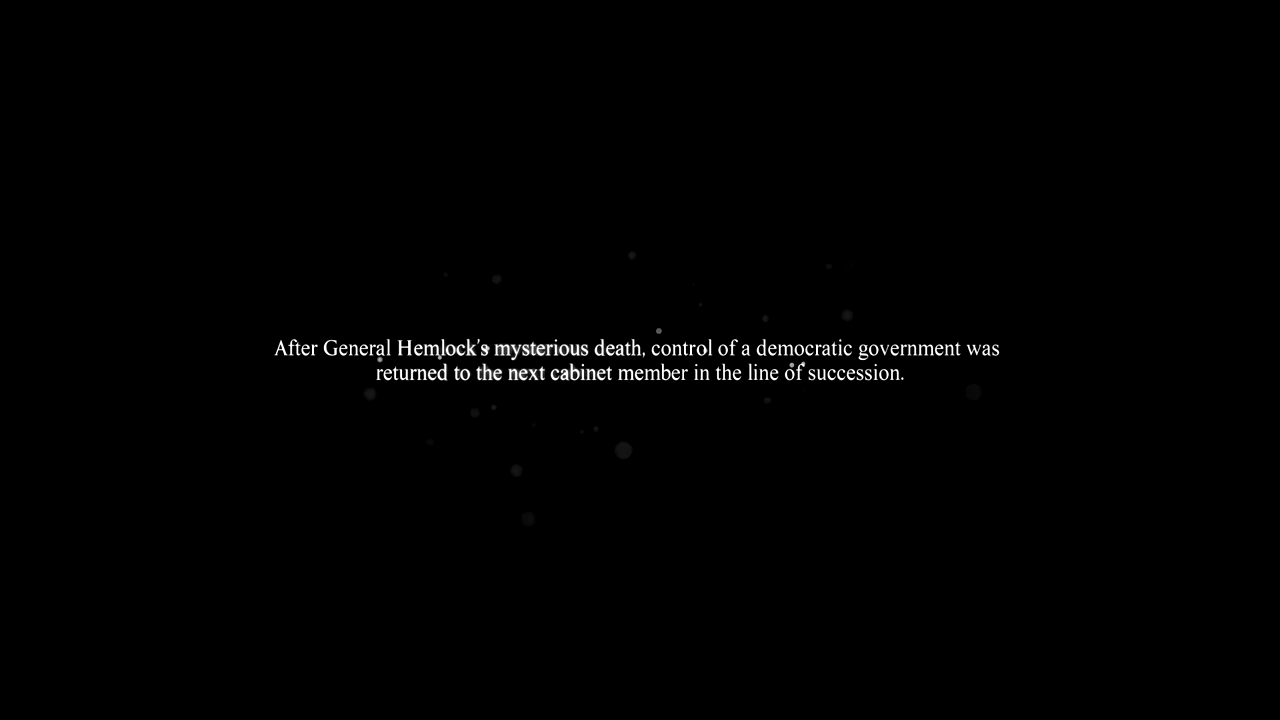 After General Hemlock's mysterious death, control of a democratic government was
returned to the next cabinet member in the line of succession.